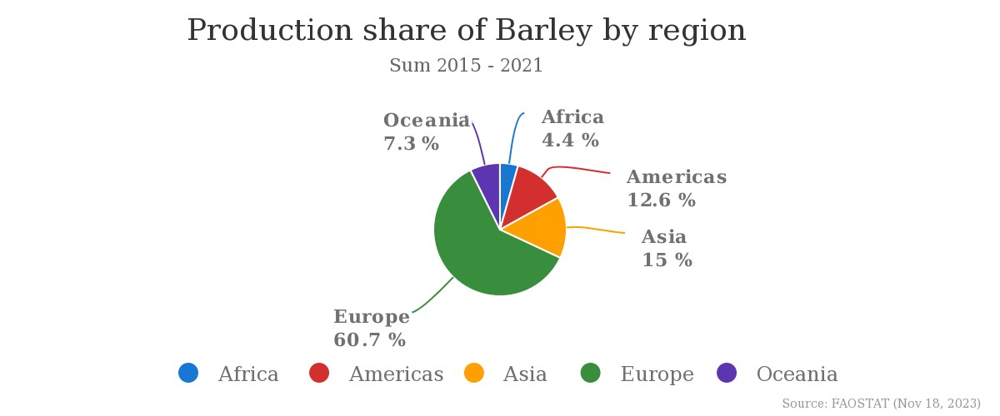 Production share of Barley by region
Sum 2015 - 2021
Oceania
7.3 %
Africa
4.4 %
Americas
12.6 %
Asia
15 %
Europe
60.7 %
Africa
Americas
Asia
Europe
Oceania
Source: FAOSTAT (Nov 18, 2023)